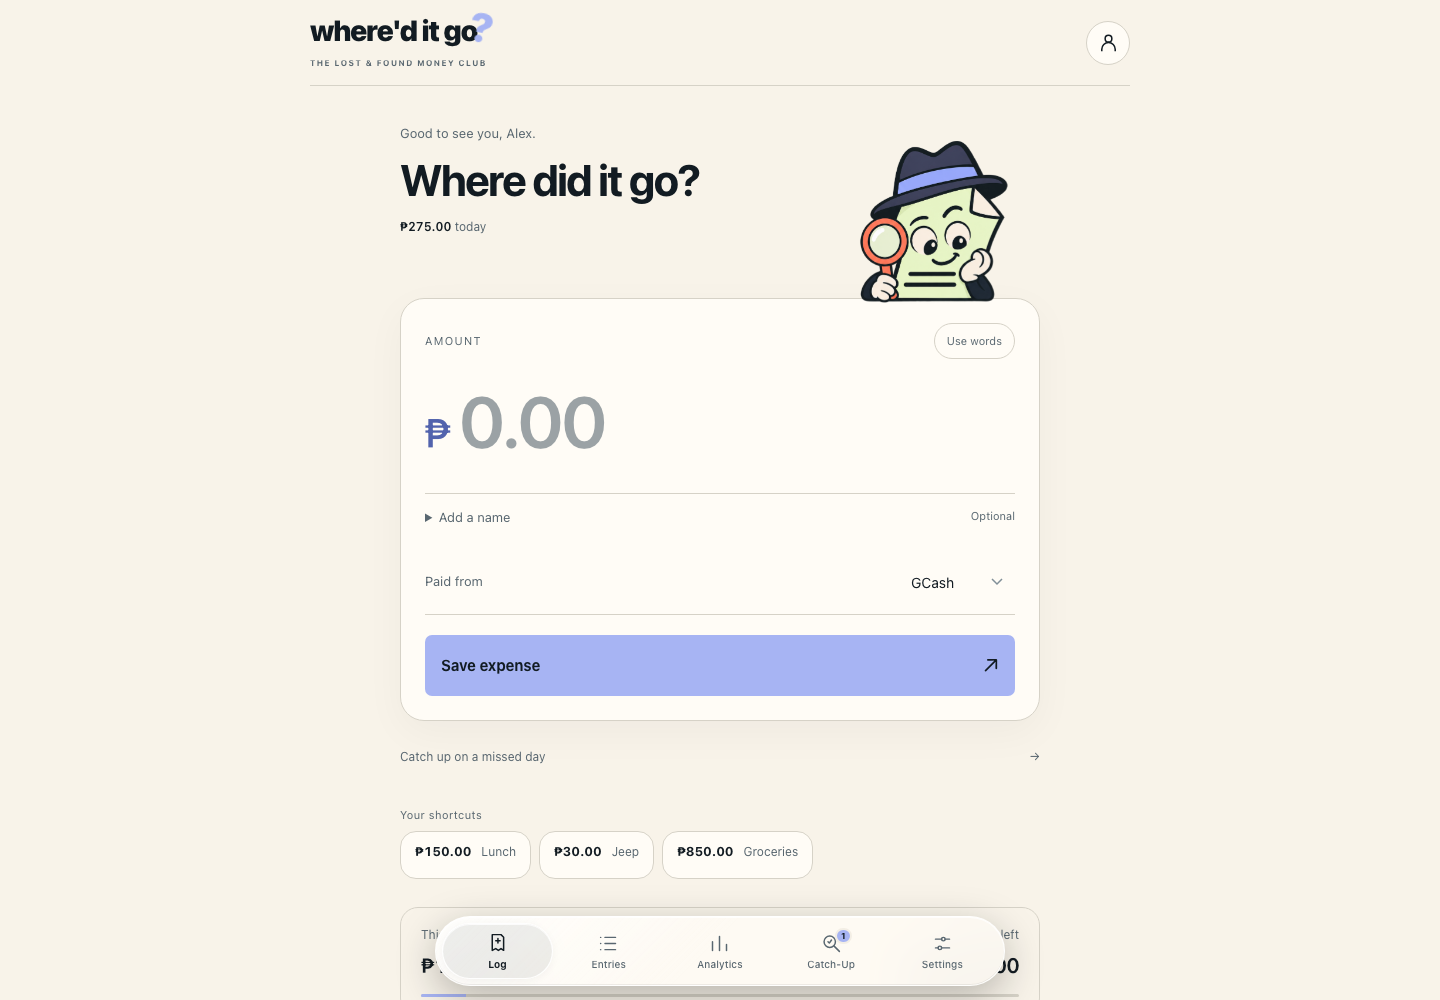 where'd it go?
THE LOST & FOUND MONEY CLUB
Good to see you, Alex.
Where did it go?
₱275.00 today
AMOUNT
Use words
₱ 0.00
Add a name
Optional
Paid from
GCash
Save expense
Catch up on a missed day
Your shortcuts
₱150.00 Lunch
₱30.00 Jeep
₱850.00 Groceries
left
Log
Entries
Analytics
1
Catch-Up
Settings